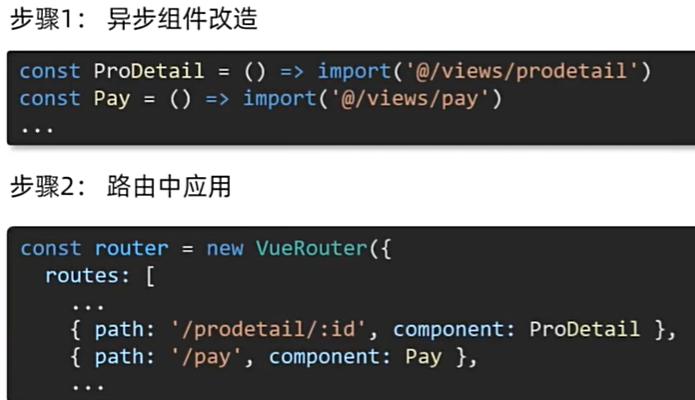 步骤1： 异步组件改造
const ProDetail = () => import('@/views/prodetail')
const Pay = () => import('@/views/pay')
...
步骤2： 路由中应用
const router = new VueRouter({
  routes: [
    ...
    { path: '/prodetail/:id', component: ProDetail },
    { path: '/pay', component: Pay },
    ...